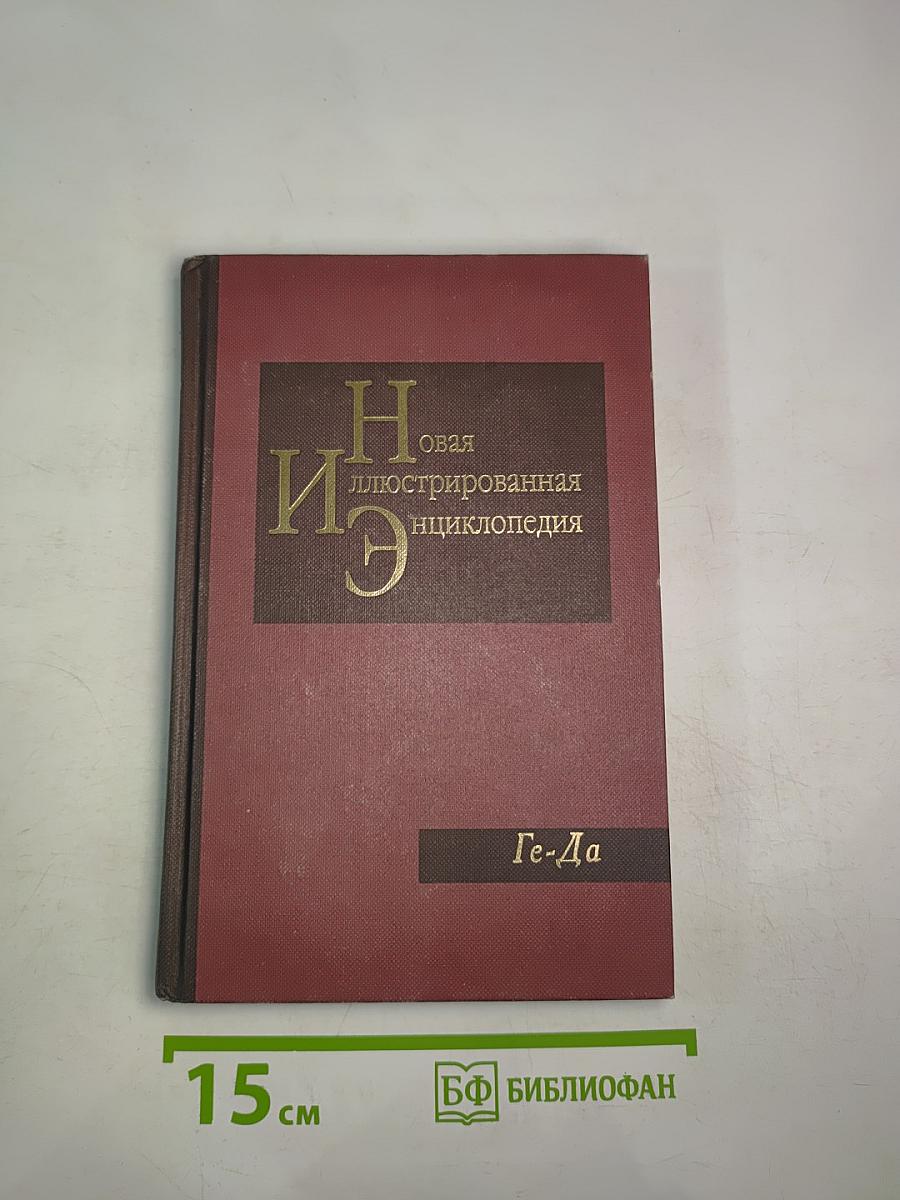 Новая
Иллюстрированная
Энциклопедия
Ге-Да
15 см
БФ БИБЛИОФАН